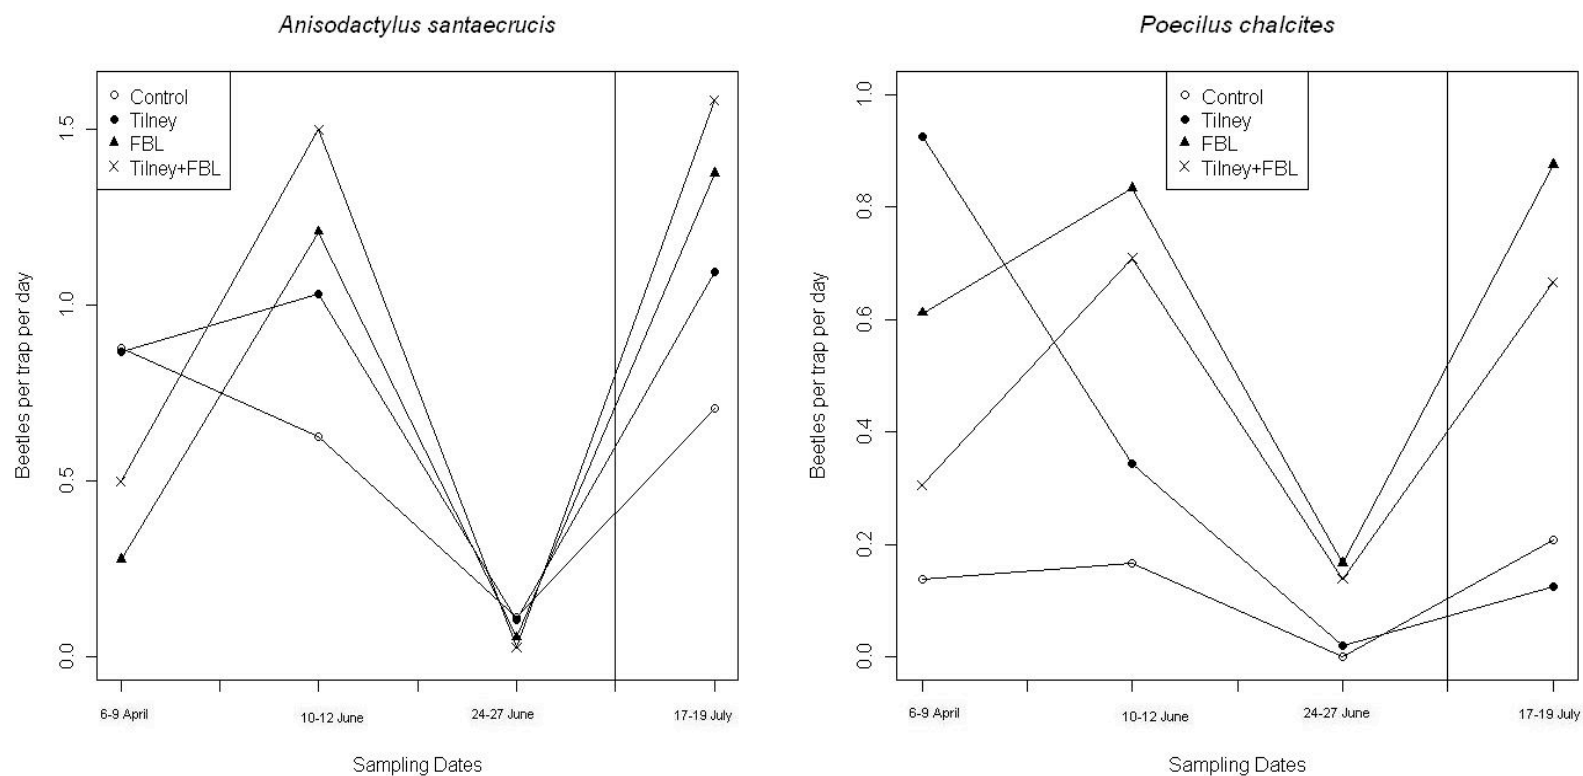 Anisodactylus santaecrucis
Control
Tilney
FBL
Tilney+FBL
Beetles per trap per day
0.0
0.5
1.0
1.5
6-9 April
10-12 June
24-27 June
17-19 July
Sampling Dates
Poecilus chalcites
Control
Tilney
FBL
Tilney+FBL
Beetles per trap per day
0.0
0.2
0.4
0.6
0.8
1.0
6-9 April
10-12 June
24-27 June
17-19 July
Sampling Dates